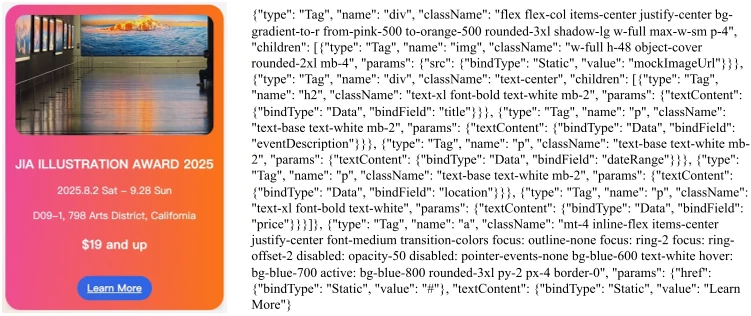 JIA ILLUSTRATION AWARD 2025
2025.8.2 Sat - 9.28 Sun
D09-1, 798 Arts District, California
$19 and up
Learn More
{"type": "Tag", "name": "div", "className": "flex flex-col items-center justify-center bg-
gradient-to-r from-pink-500 to-orange-500 rounded-3xl shadow-lg w-full max-w-sm p-4",
"children": [{"type": "Tag", "name": "img", "className": "w-full h-48 object-cover
rounded-2xl mb-4", "params": {"src": {"bindType": "Static", "value": "mockImageUrl"}}},
{"type": "Tag", "name": "div", "className": "text-center", "children": [{"type": "Tag",
"name": "h2", "className": "text-xl font-bold text-white mb-2", "params": {"textContent":
{"bindType": "Data", "bindField": "title"}}}, {"type": "Tag", "name": "p", "className":
"text-base text-white mb-2", "params": {"textContent": {"bindType": "Data", "bindField":
"eventDescription"}}}, {"type": "Tag", "name": "p", "className": "text-base text-white mb-
2", "params": {"textContent": {"bindType": "Data", "bindField": "dateRange"}}}, {"type":
"Tag", "name": "p", "className": "text-base text-white mb-2", "params": {"textContent":
{"bindType": "Data", "bindField": "location"}}}, {"type": "Tag", "name": "p", "className":
"text-xl font-bold text-white", "params": {"textContent": {"bindType": "Data", "bindField":
"price"}}}]}, {"type": "Tag", "name": "a", "className": "mt-4 inline-flex items-center
justify-center font-medium transition-colors focus: outline-none focus: ring-2 focus: ring-
offset-2 disabled: opacity-50 disabled: pointer-events-none bg-blue-600 text-white hover:
bg-blue-700 active: bg-blue-800 rounded-3xl py-2 px-4 border-0", "params": {"href":
{"bindType": "Static", "value": "#"}, "textContent": {"bindType": "Static", "value": "Learn
More"}